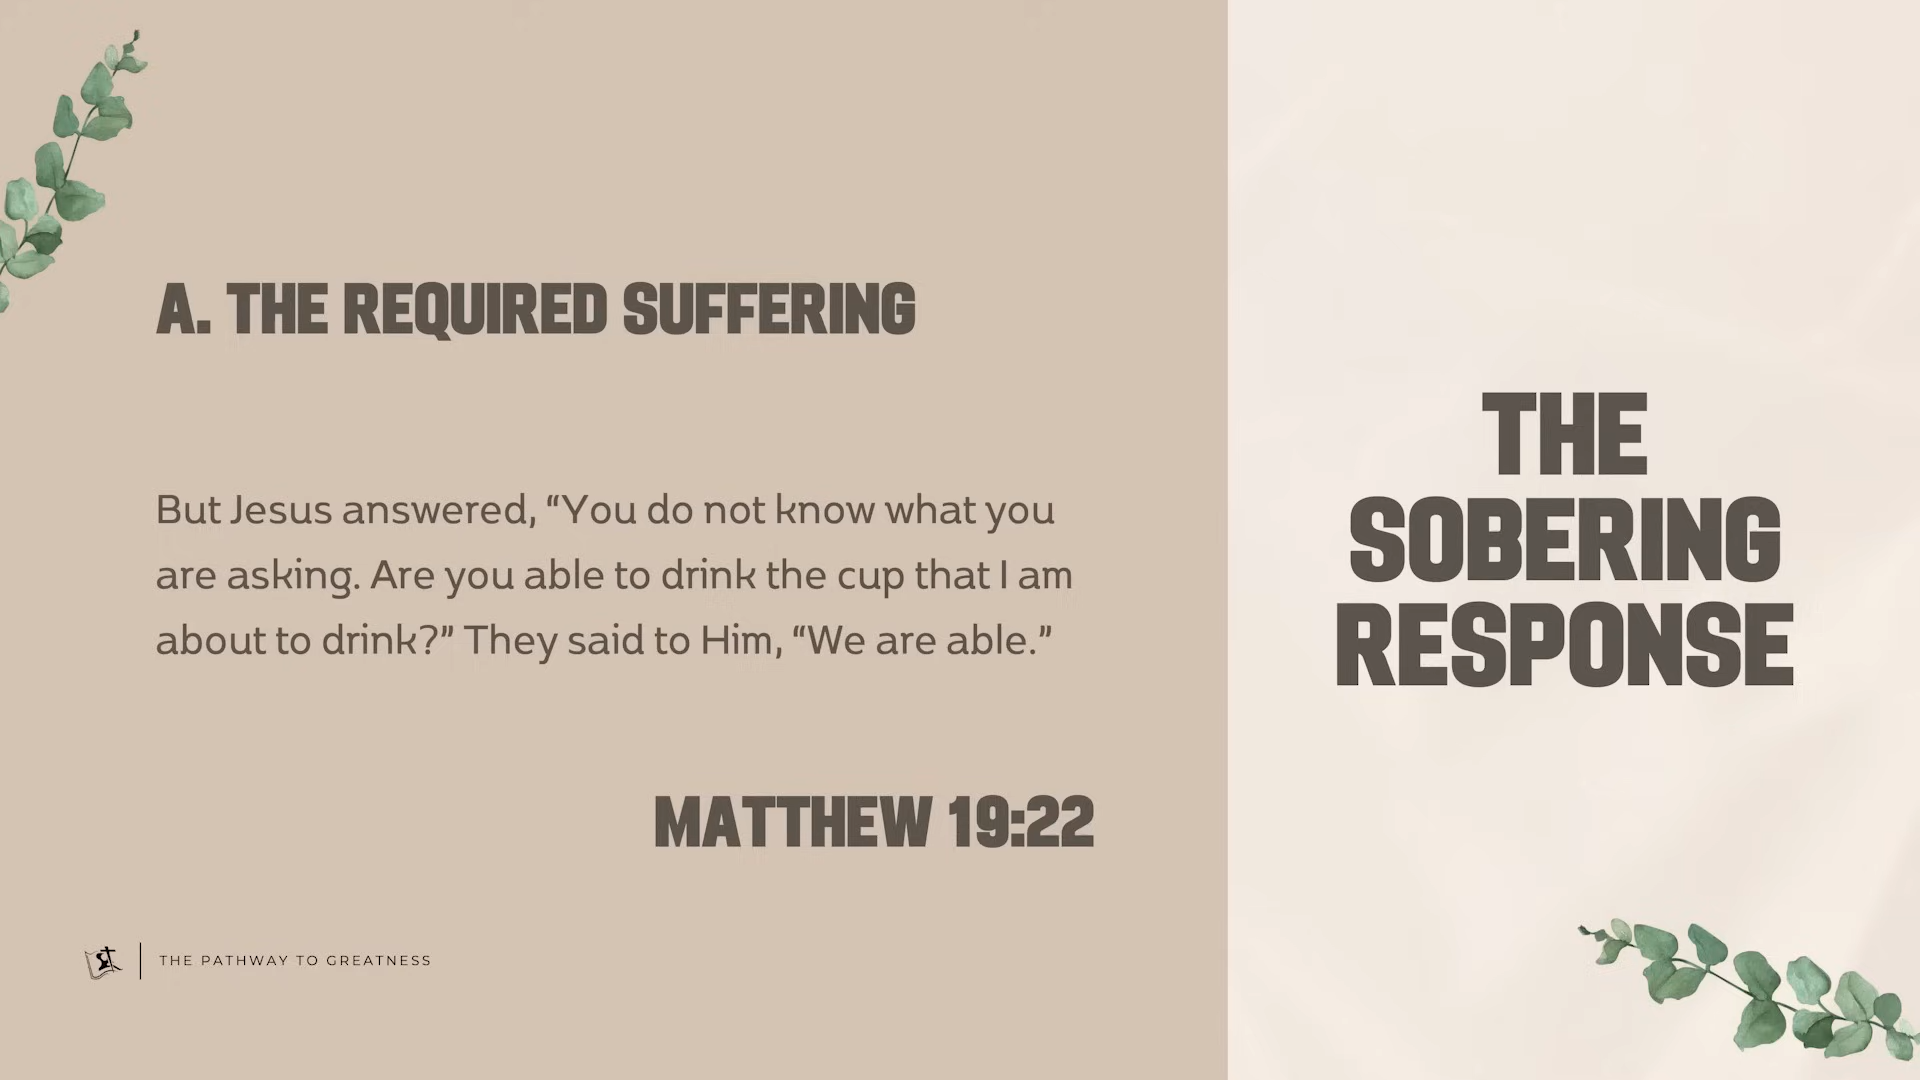 A. THE REQUIRED SUFFERING
But Jesus answered, “You do not know what you
are asking. Are you able to drink the cup that I am
about to drink?” They said to Him, “We are able.”
MATTHEW 19:22
THE PATHWAY TO GREATNESS
THE
SOBERING
RESPONSE